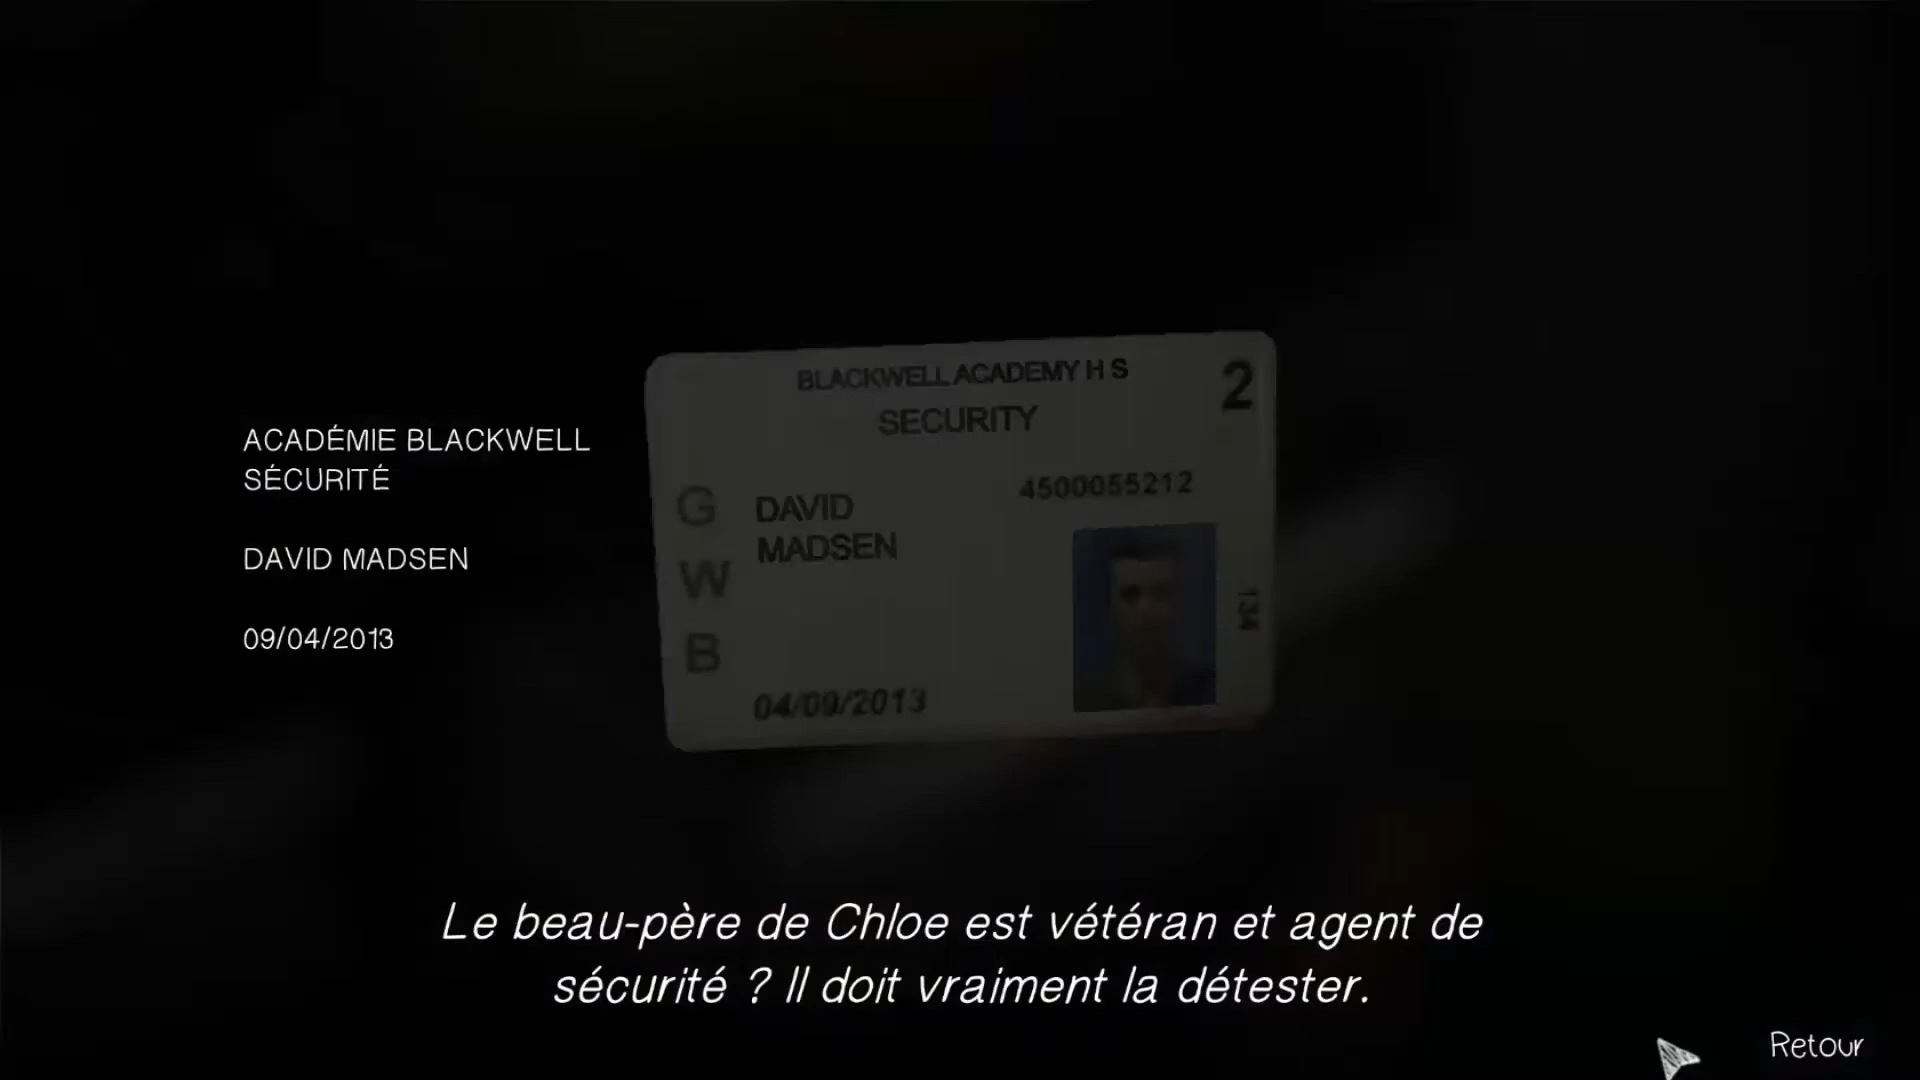 BLACKWELL ACADEMY H S
2
SECURITY
4500055212
G
DAVID
MADSEN
W
B
134
04/09/2013
ACADÉMIE BLACKWELL
SÉCURITÉ
DAVID MADSEN
09/04/2013
Le beau-père de Chloe est vétéran et agent de
sécurité ? Il doit vraiment la détester.
Retour